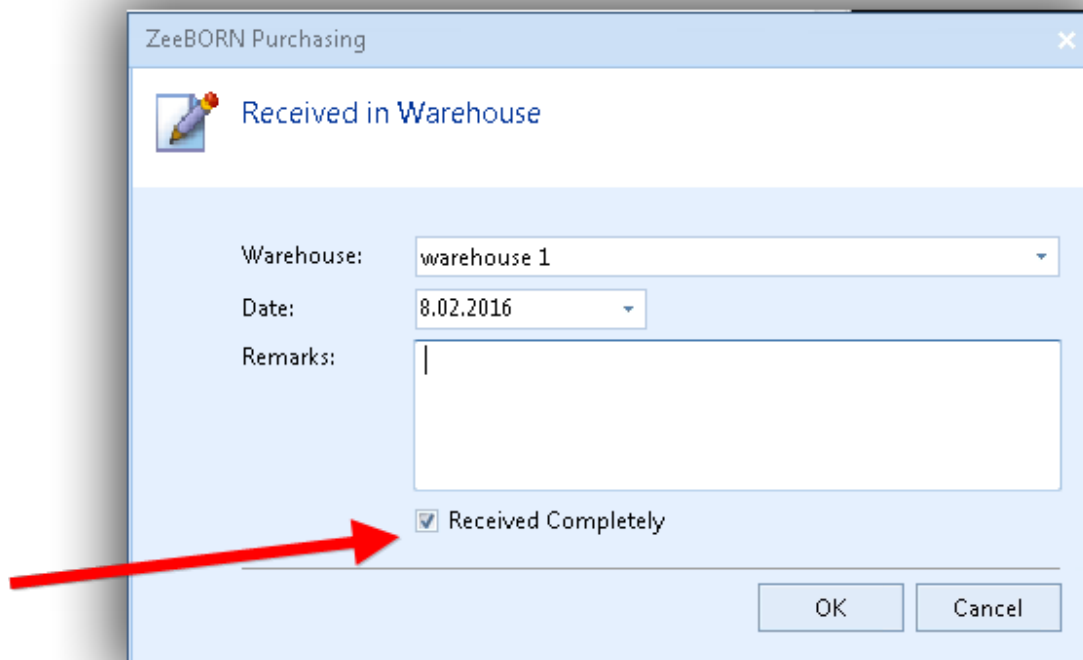 ZeeBORN Purchasing
Received in Warehouse
Warehouse: warehouse 1
Date: 8.02.2016
Remarks:
Received Completely
OK Cancel